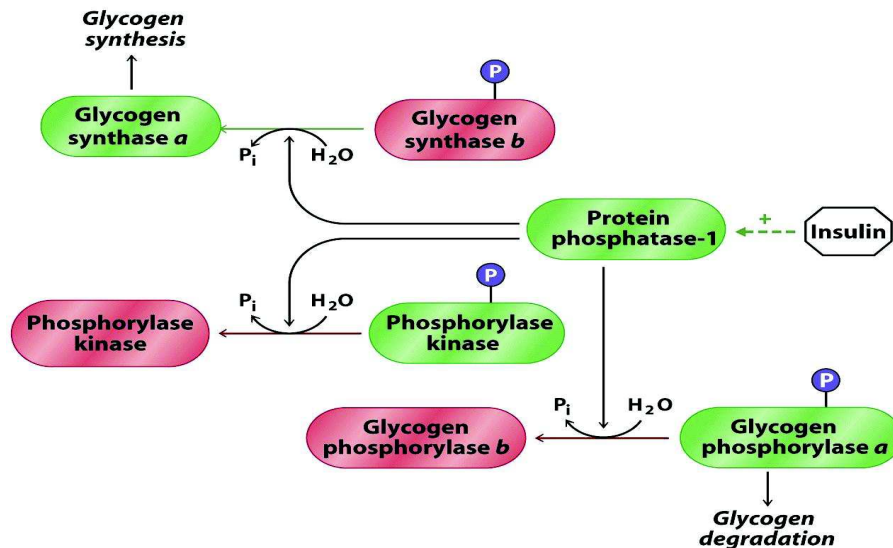 Glycogen
synthesis
P
Glycogen
synthase a
Glycogen
synthase b
Pi
H2O
Protein
phosphatase-1
+
Insulin
P
Pi
H2O
Phosphorylase
kinase
Phosphorylase
kinase
P
Pi
H2O
Glycogen
phosphorylase b
Glycogen
phosphorylase a
Glycogen
degradation